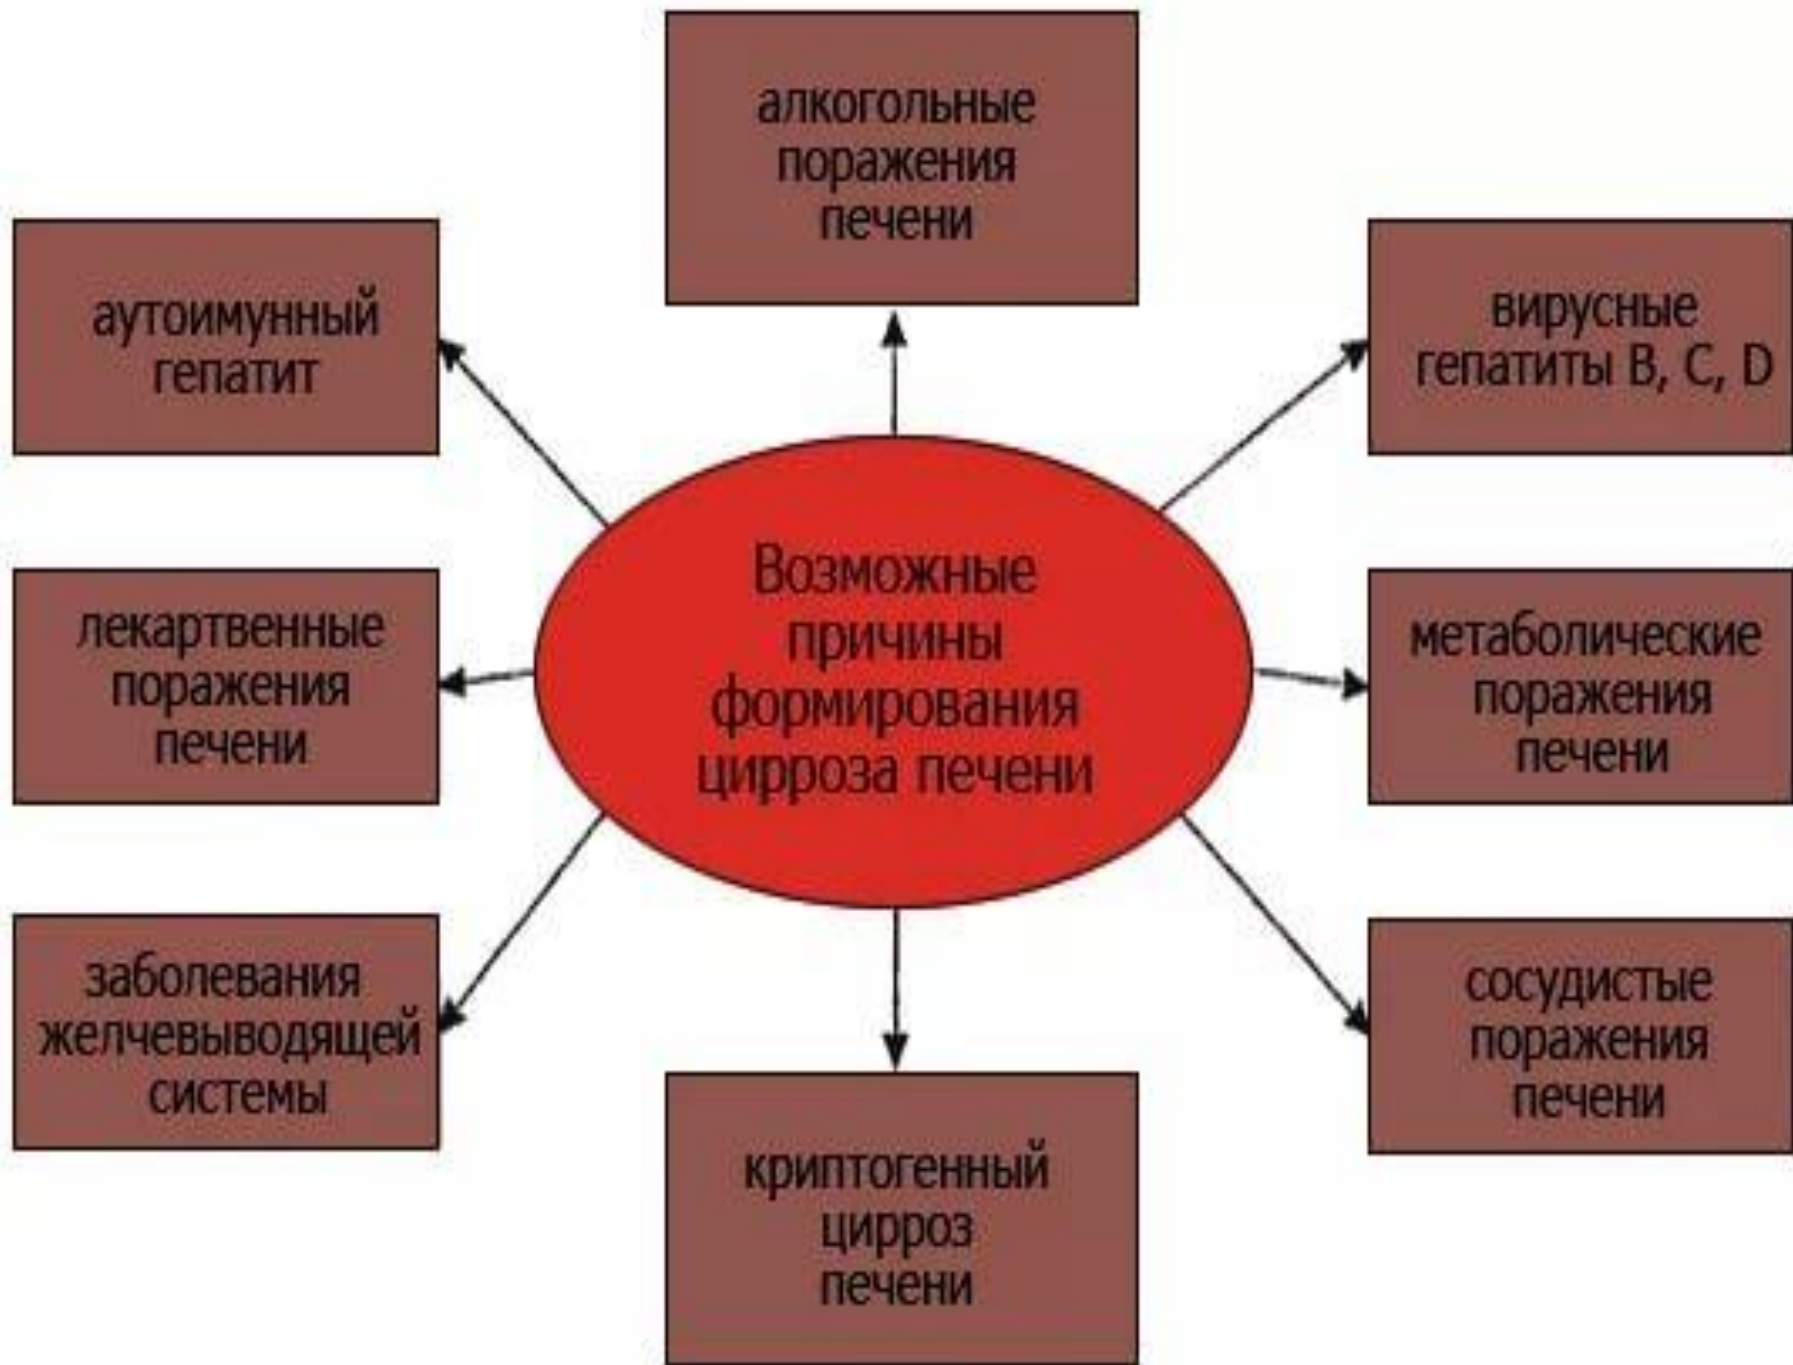 алкогольные
поражения
печени
аутоимунный
гепатит
вирусные
гепатиты B, C, D
Возможные
причины
формирования
цирроза печени
лекартвенные
поражения
печени
метаболические
поражения
печени
заболевания
желчевыводящей
системы
сосудистые
поражения
печени
криптогенный
цирроз
печени